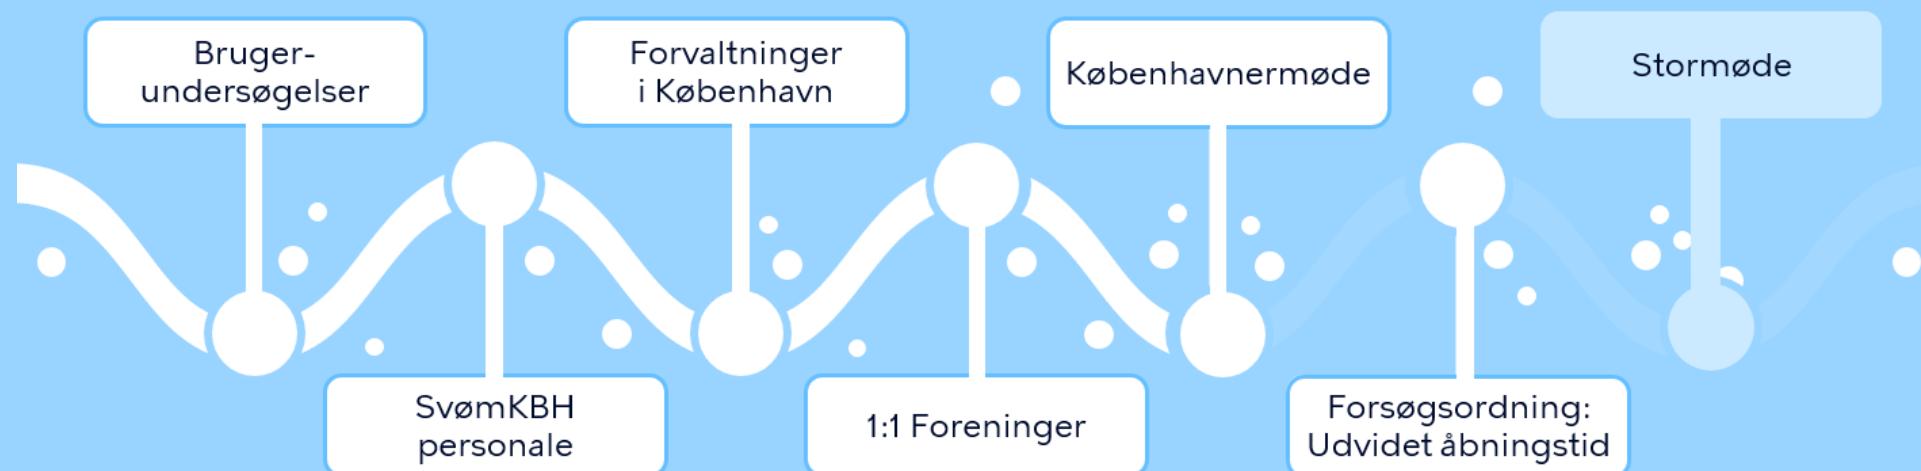 Bruger-
undersøgelser
SvømKBH
personale
Forvaltninger
i København
1:1 Foreninger
Københavnermøde
Forsøgsordning:
Udvidet åbningstid
Stormøde